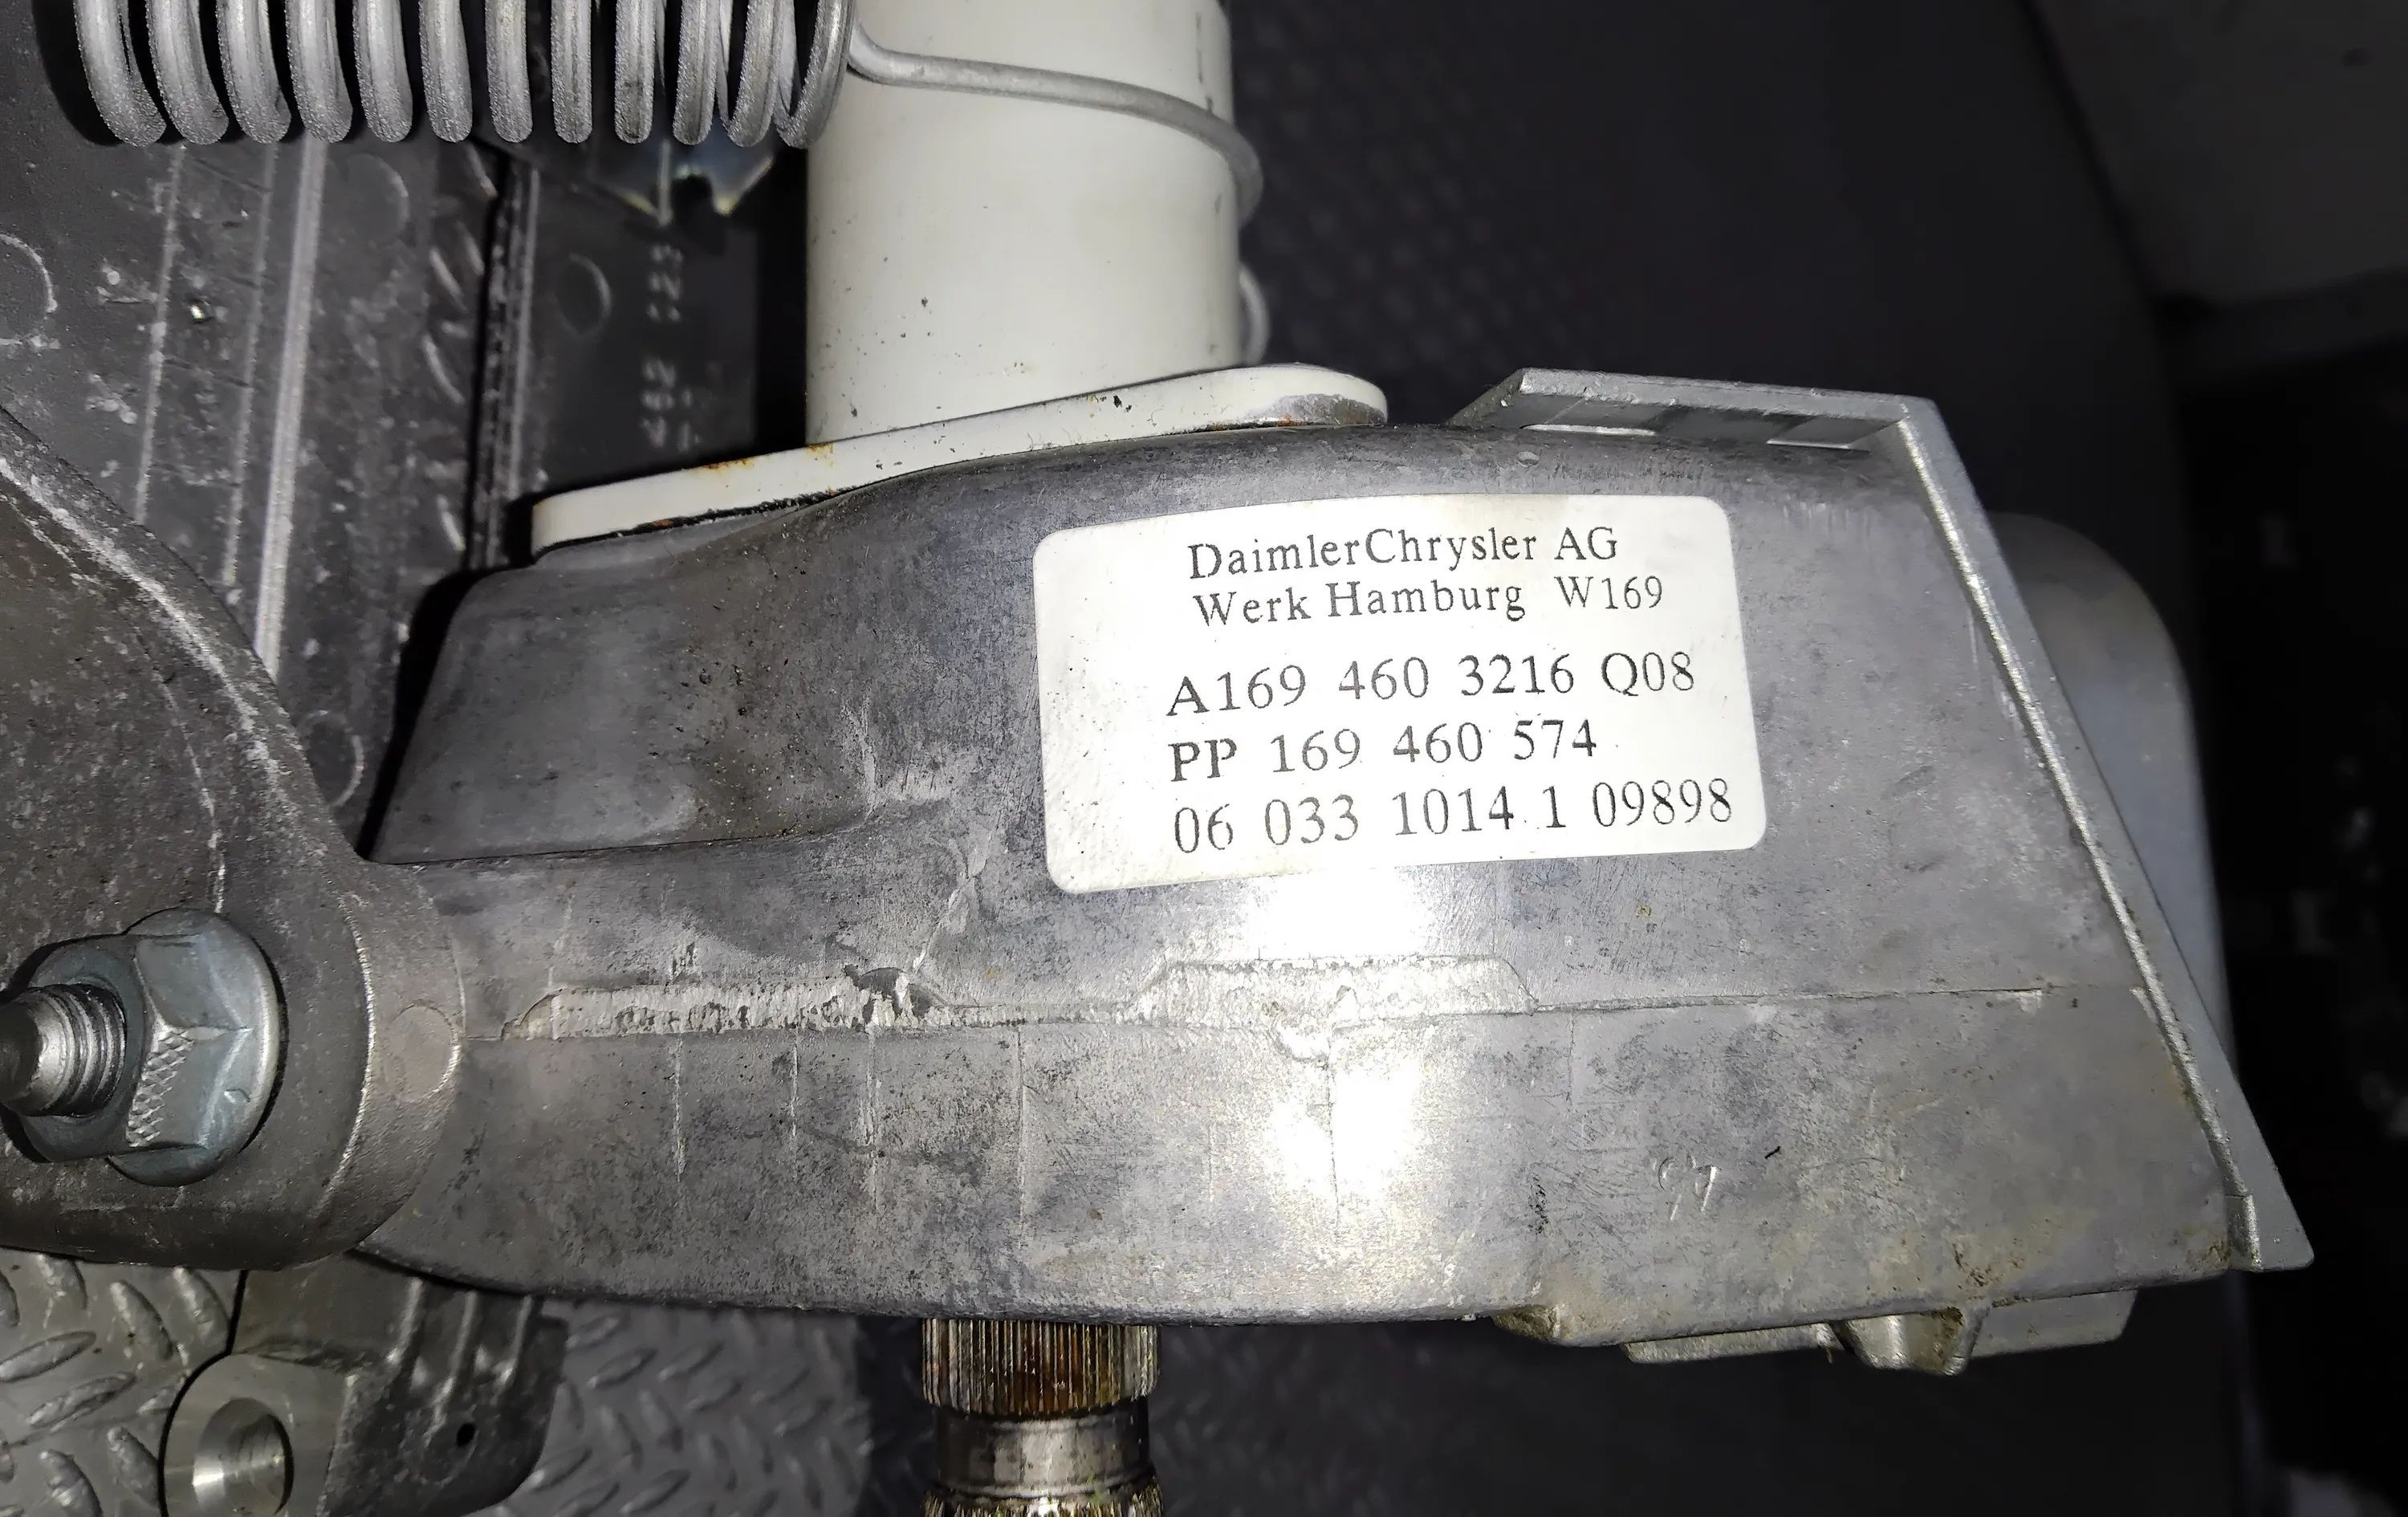 DaimlerChrysler AG
Werk Hamburg W169
A169 460 3216 Q08
PP 169 460 574
06 033 1014 1 09898